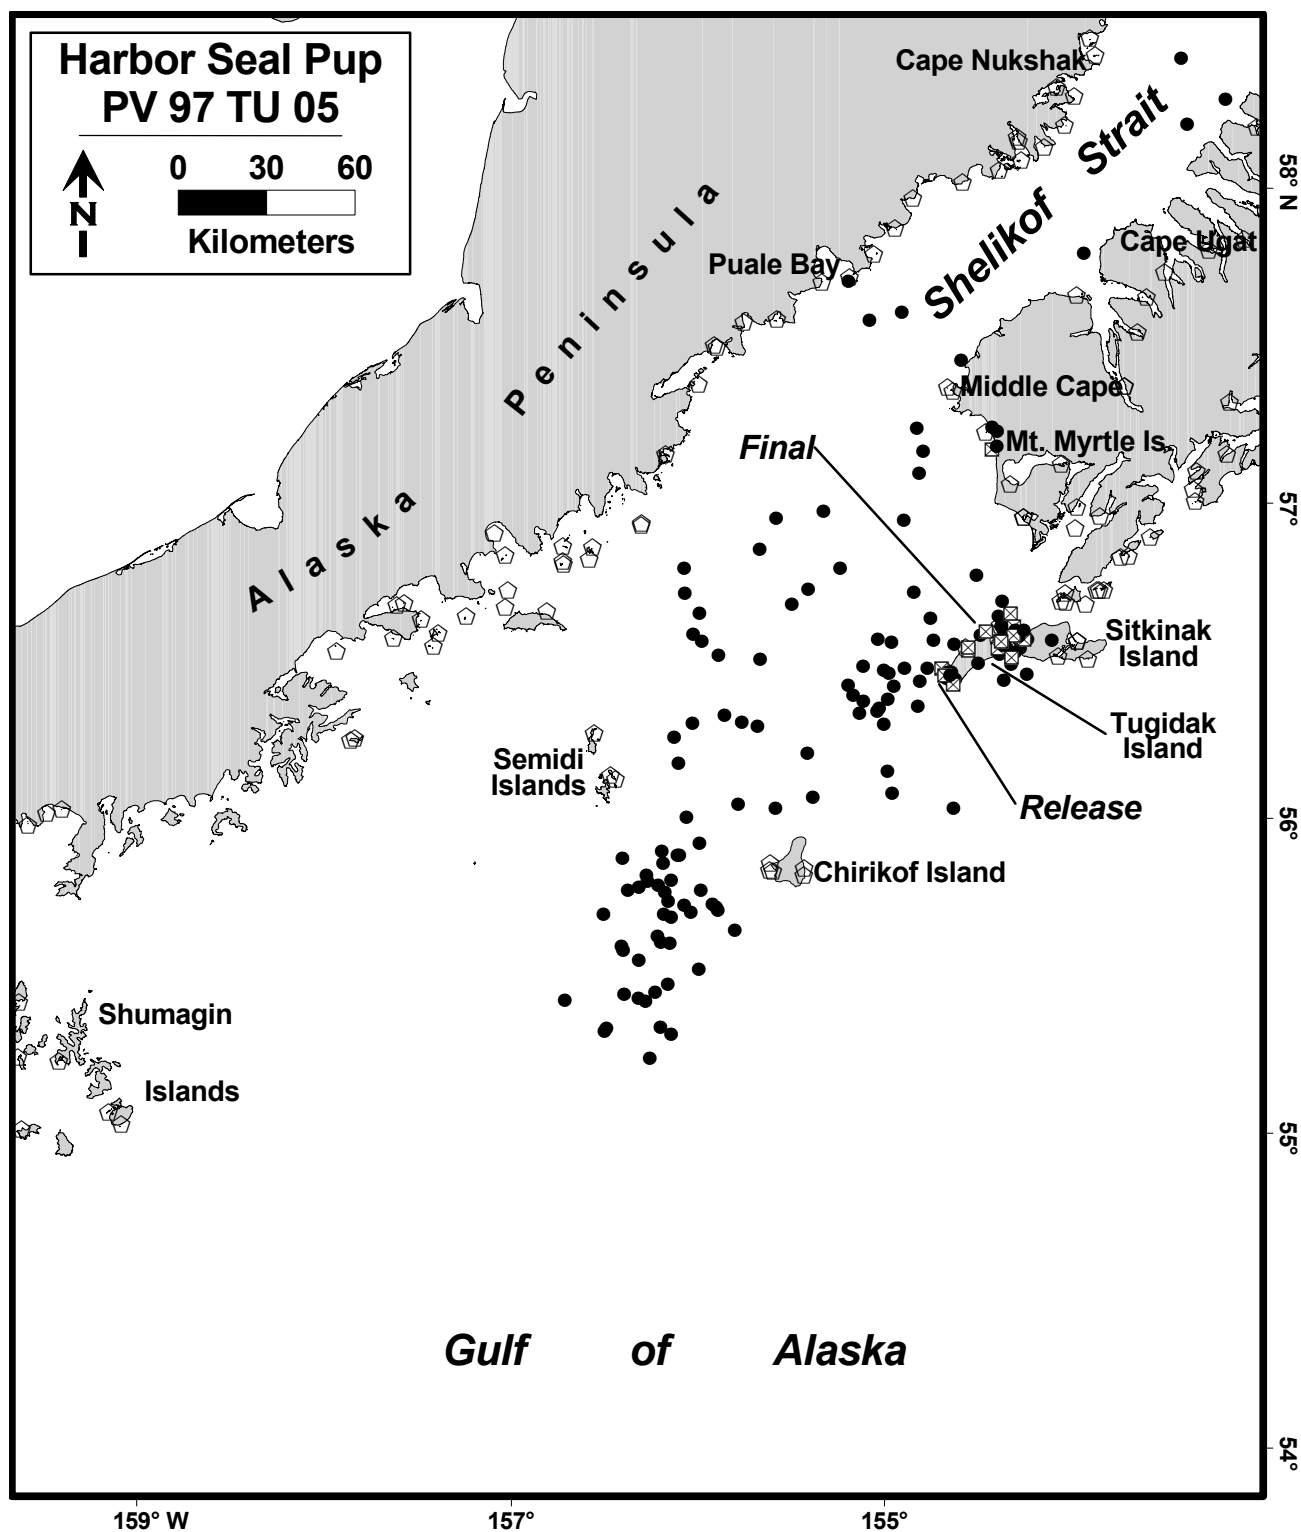 Harbor Seal Pup
PV 97 TU 05
0 30 60
N
Kilometers
Cape Nukshak
Shelikof Strait
58° N
Cape Ugat
Puale Bay
Alaska Peninsula
Middle Cape
Mt. Myrtle Is.
Final
57°
Sitkinak
Island
Tugidak
Island
Semidi
Islands
Release
56°
Chirikof Island
Shumagin
Islands
55°
Gulf of Alaska
54°
159° W 157° 155°